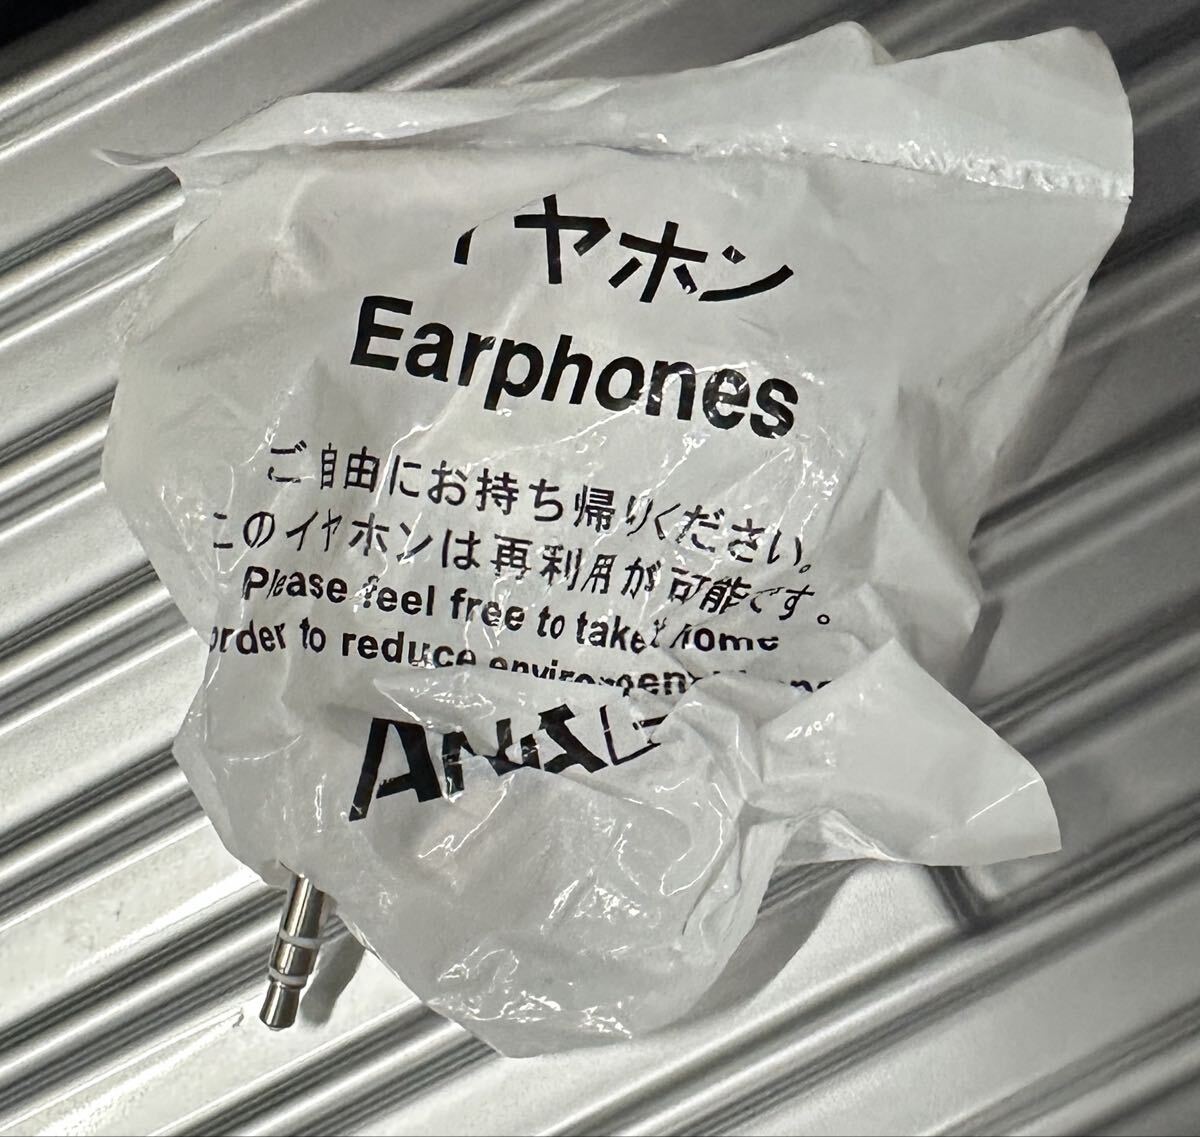 イヤホン
Earphones
ご自由にお持ち帰りください。
このイヤホンは再利用が可能です。
Please feel free to take home
order to reduce
ANA